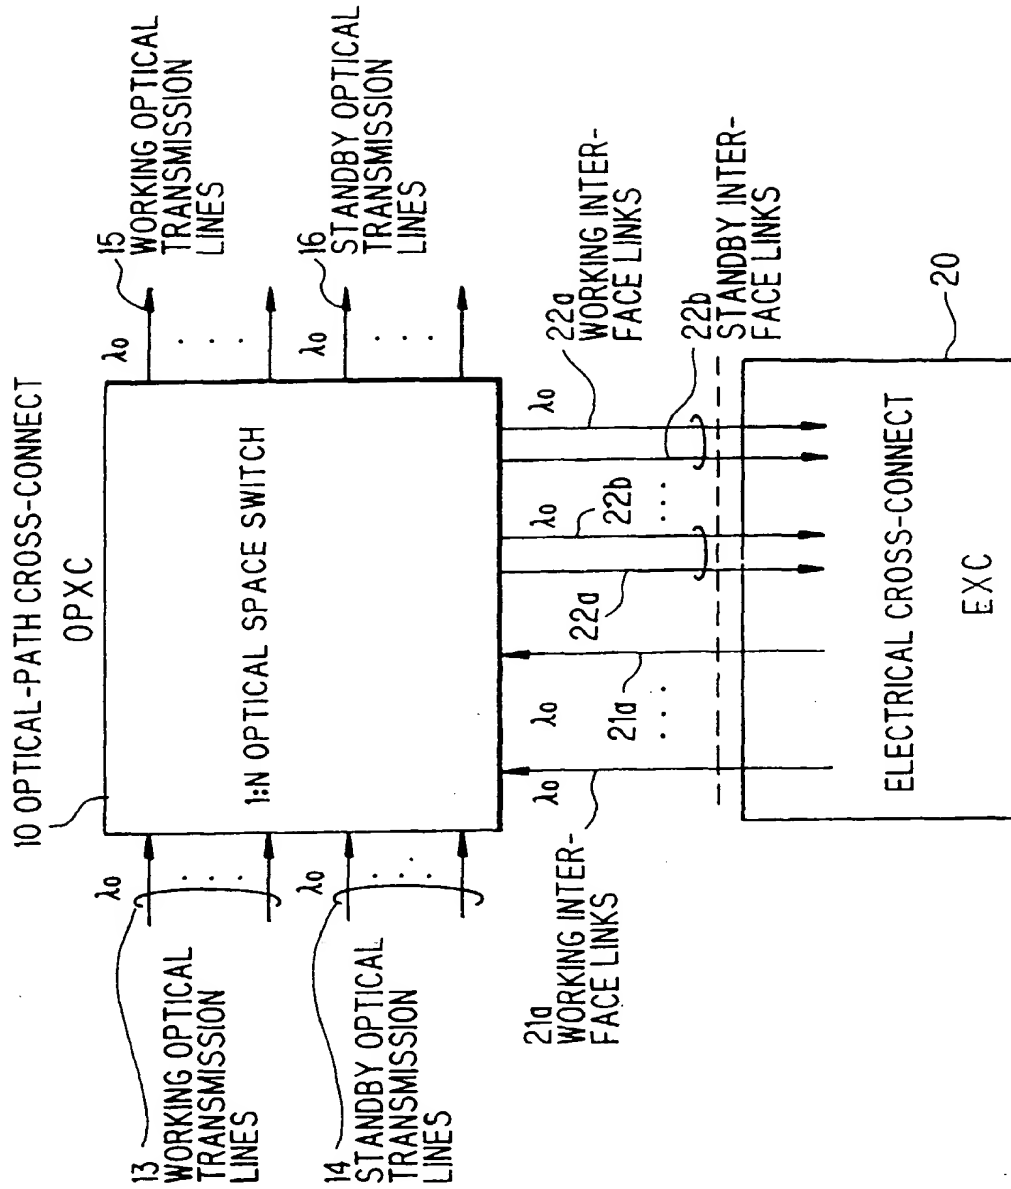 10 OPTICAL-PATH CROSS-CONNECT
OPXC
13
WORKING OPTICAL
TRANSMISSION
LINES
λ0
. . .
14
STANDBY OPTICAL
TRANSMISSION
LINES
λ0
. . .
1:N OPTICAL SPACE SWITCH
λ0
. . .
15
WORKING OPTICAL
TRANSMISSION
LINES
λ0
. . .
16
STANDBY OPTICAL
TRANSMISSION
LINES
21a
WORKING INTER-
FACE LINKS
λ0
λ0
. . .
21a
22a
λ0
22b
. . .
λ0
22a
WORKING INTER-
FACE LINKS
22b
STANDBY INTER-
FACE LINKS
20
ELECTRICAL CROSS-CONNECT
EXC